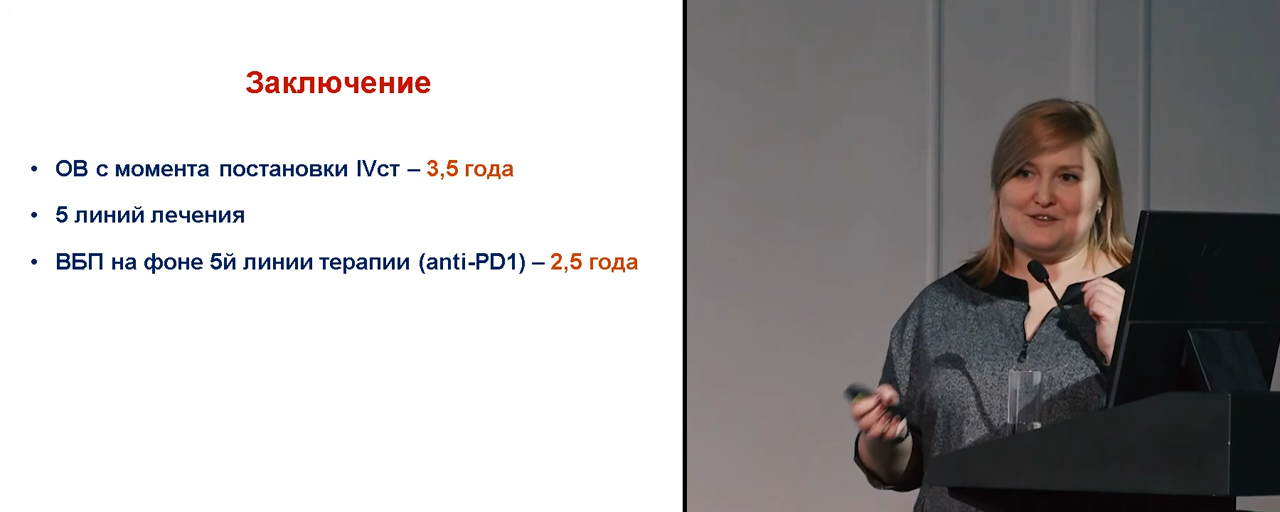 Заключение
• ОВ с момента постановки IVст – 3,5 года
• 5 линий лечения
• ВБП на фоне 5й линии терапии (anti-PD1) – 2,5 года